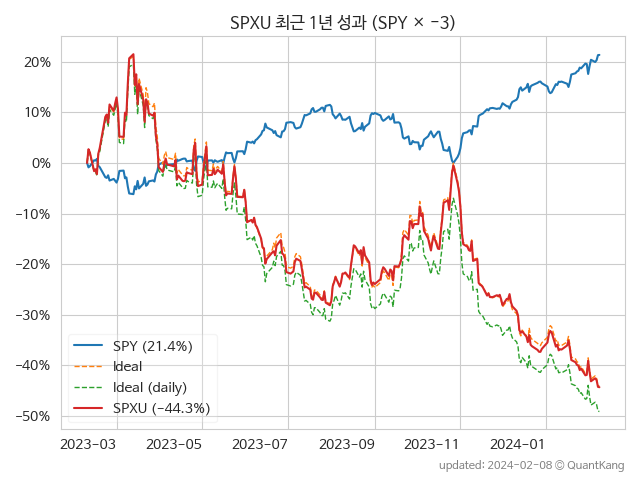 SPXU 최근 1년 성과 (SPY × −3)
20%
10%
0%
−10%
−20%
−30%
−40%
−50%
SPY (21.4%)
Ideal
Ideal (daily)
SPXU (−44.3%)
2023-03
2023-05
2023-07
2023-09
2023-11
2024-01
updated: 2024-02-08 © QuantKang